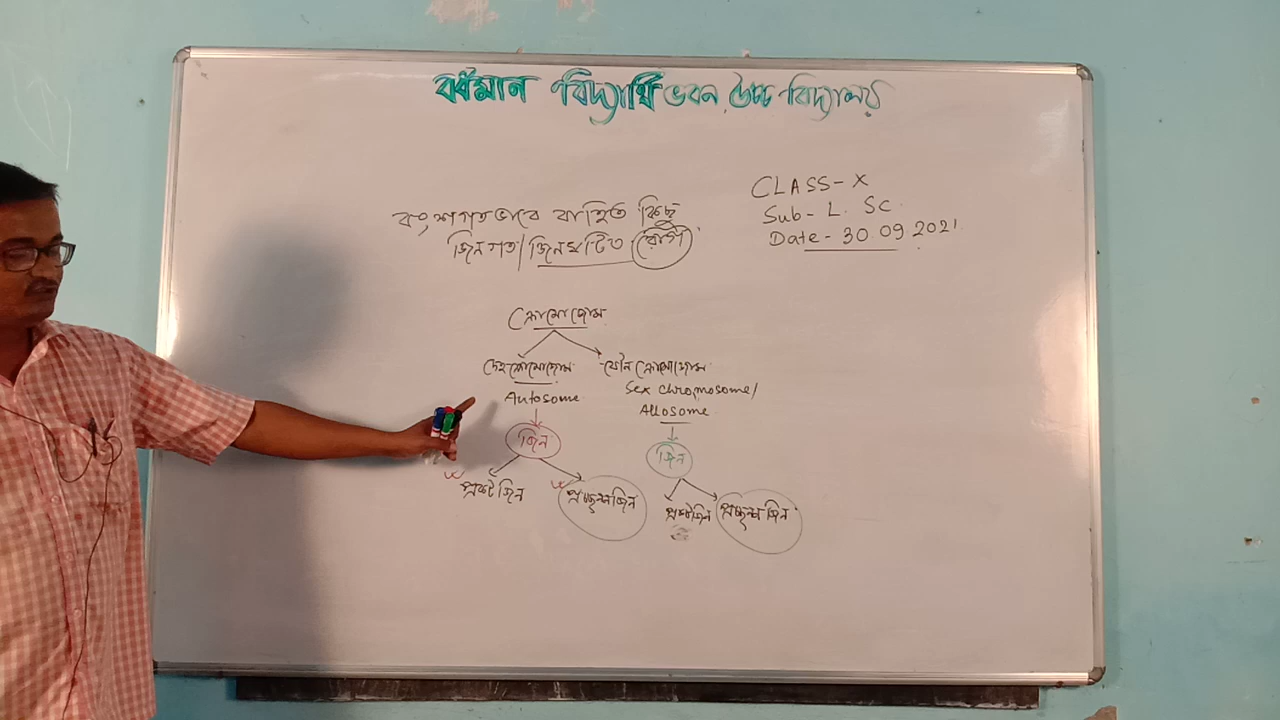 বর্ধমান বিদ্যার্থি ভবন উচ্চ বিদ্যালয়
CLASS-X
Sub- L. Sc.
Date- 30.09.2021.
বংশগতভাবে বাহিত কিছু
জিনগত/জিনঘটিত রোগ
ক্রোমোজোম
দেহক্রোমোজোম
Autosome
জিন
প্রকট জিন
প্রচ্ছন্ন জিন
যৌন ক্রোমোজোম
Sex chromosome/
Allosome
জিন
প্রকট জিন
প্রচ্ছন্ন জিন